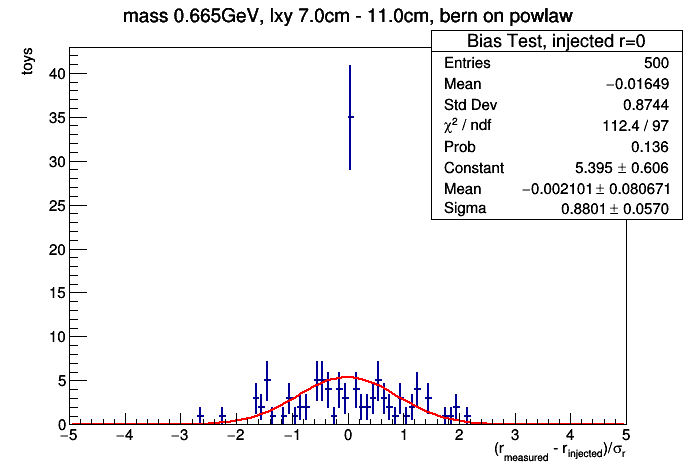 mass 0.665GeV, lxy 7.0cm - 11.0cm, bern on powlaw
Bias Test, injected r=0
Entries 500
Mean −0.01649
Std Dev 0.8744
χ² / ndf 112.4 / 97
Prob 0.136
Constant 5.395 ± 0.606
Mean −0.002101 ± 0.080671
Sigma 0.8801 ± 0.0570
toys
40
35
30
25
20
15
10
5
0
−5 −4 −3 −2 −1 0 1 2 3 4 5
(r_measured - r_injected)/σ_r